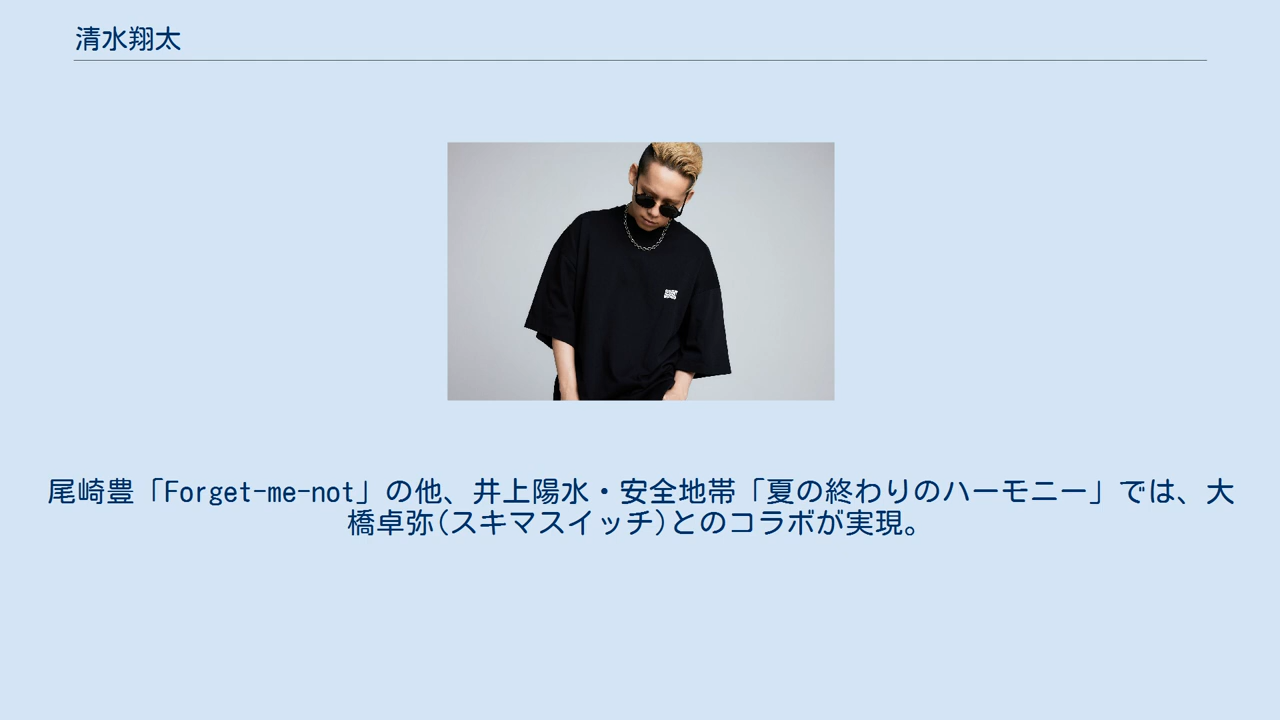 清水翔太
尾崎豊「Forget-me-not」の他、井上陽水・安全地帯「夏の終わりのハーモニー」では、大
橋卓弥(スキマスイッチ)とのコラボが実現。